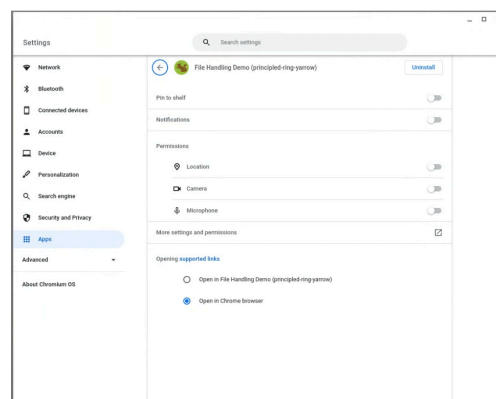 Settings
Search settings
Network
Bluetooth
Connected devices
Accounts
Device
Personalization
Search engine
Security and Privacy
Apps
Advanced
About Chromium OS
File Handling Demo (principled-ring-yarrow)
Uninstall
Pin to shelf
Notifications
Permissions
Location
Camera
Microphone
More settings and permissions
Opening supported links
Open in File Handling Demo (principled-ring-yarrow)
Open in Chrome browser